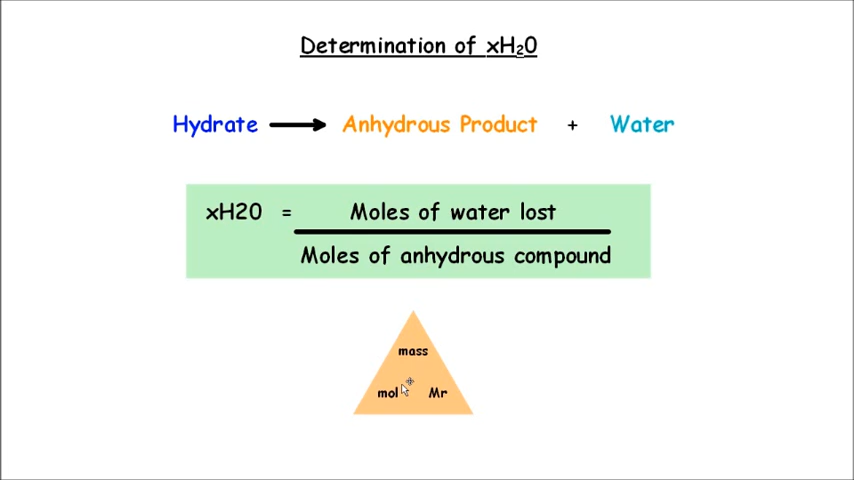 Determination of xH₂0
Hydrate → Anhydrous Product + Water
xH20 = Moles of water lost
Moles of anhydrous compound
mass
mol Mr